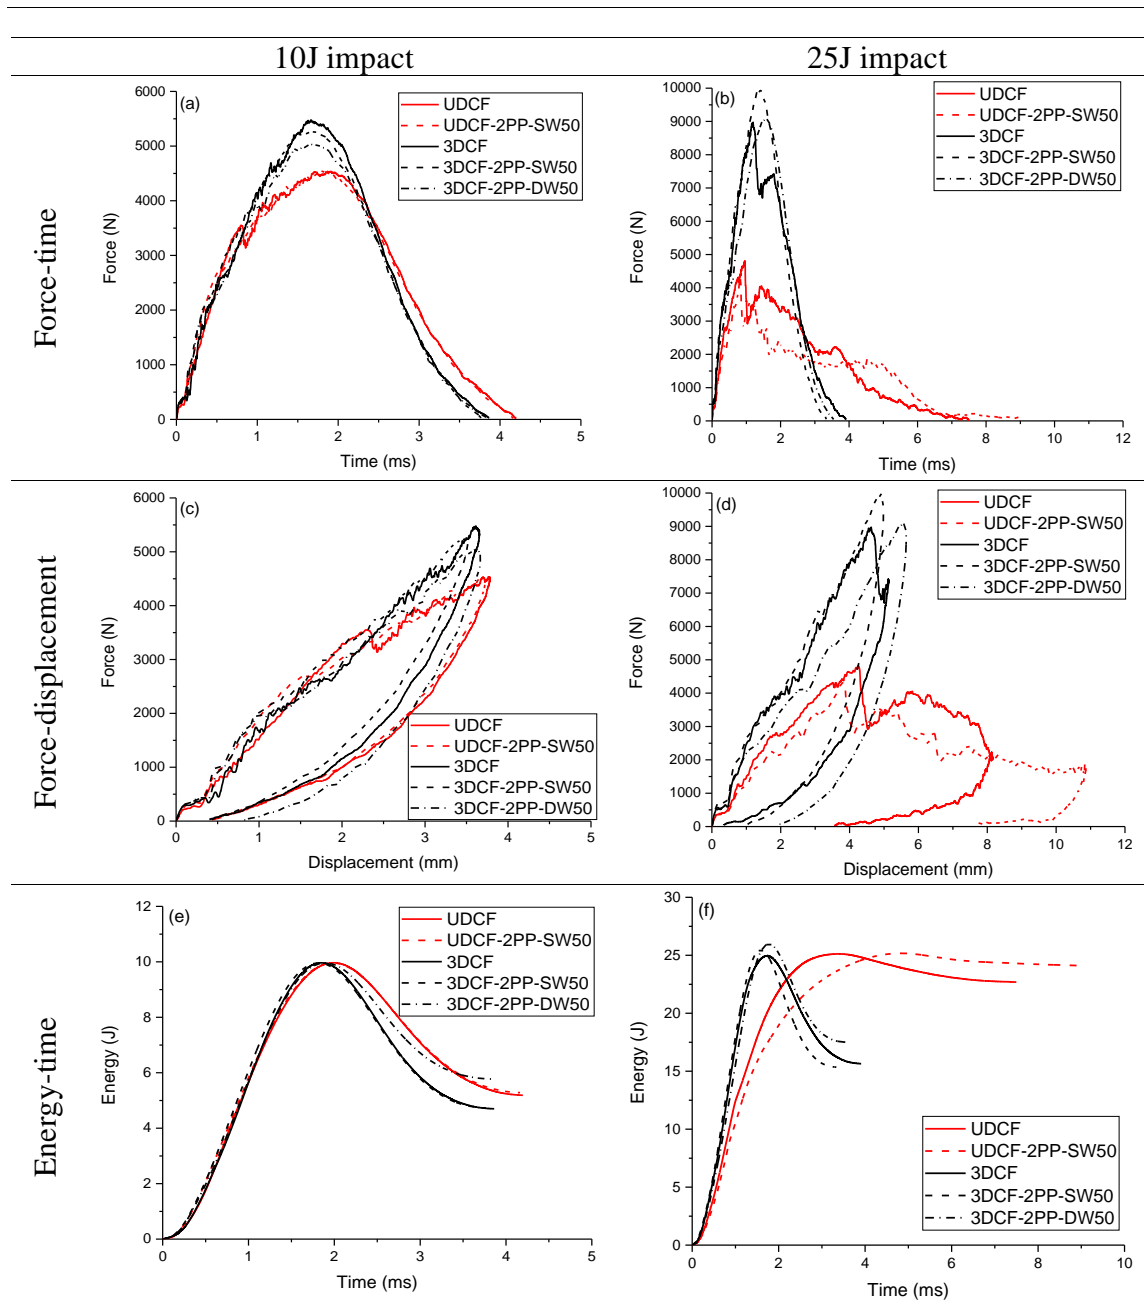 10J impact
25J impact
Force-time
(a)
UDCF
UDCF-2PP-SW50
3DCF
3DCF-2PP-SW50
3DCF-2PP-DW50
6000
5000
4000
3000
2000
1000
0
Force (N)
0 1 2 3 4 5
Time (ms)
(b)
UDCF
UDCF-2PP-SW50
3DCF
3DCF-2PP-SW50
3DCF-2PP-DW50
10000
9000
8000
7000
6000
5000
4000
3000
2000
1000
0
Force (N)
0 2 4 6 8 10 12
Time (ms)
Force-displacement
(c)
6000
5000
4000
3000
2000
1000
0
Force (N)
UDCF
UDCF-2PP-SW50
3DCF
3DCF-2PP-SW50
3DCF-2PP-DW50
0 1 2 3 4 5
Displacement (mm)
(d)
UDCF
UDCF-2PP-SW50
3DCF
3DCF-2PP-SW50
3DCF-2PP-DW50
10000
9000
8000
7000
6000
5000
4000
3000
2000
1000
0
Force (N)
0 2 4 6 8 10 12
Displacement (mm)
Energy-time
(e)
UDCF
UDCF-2PP-SW50
3DCF
3DCF-2PP-SW50
3DCF-2PP-DW50
12
10
8
6
4
2
0
Energy (J)
0 1 2 3 4 5
Time (ms)
(f)
30
25
20
15
10
5
0
Energy (J)
UDCF
UDCF-2PP-SW50
3DCF
3DCF-2PP-SW50
3DCF-2PP-DW50
0 2 4 6 8 10
Time (ms)